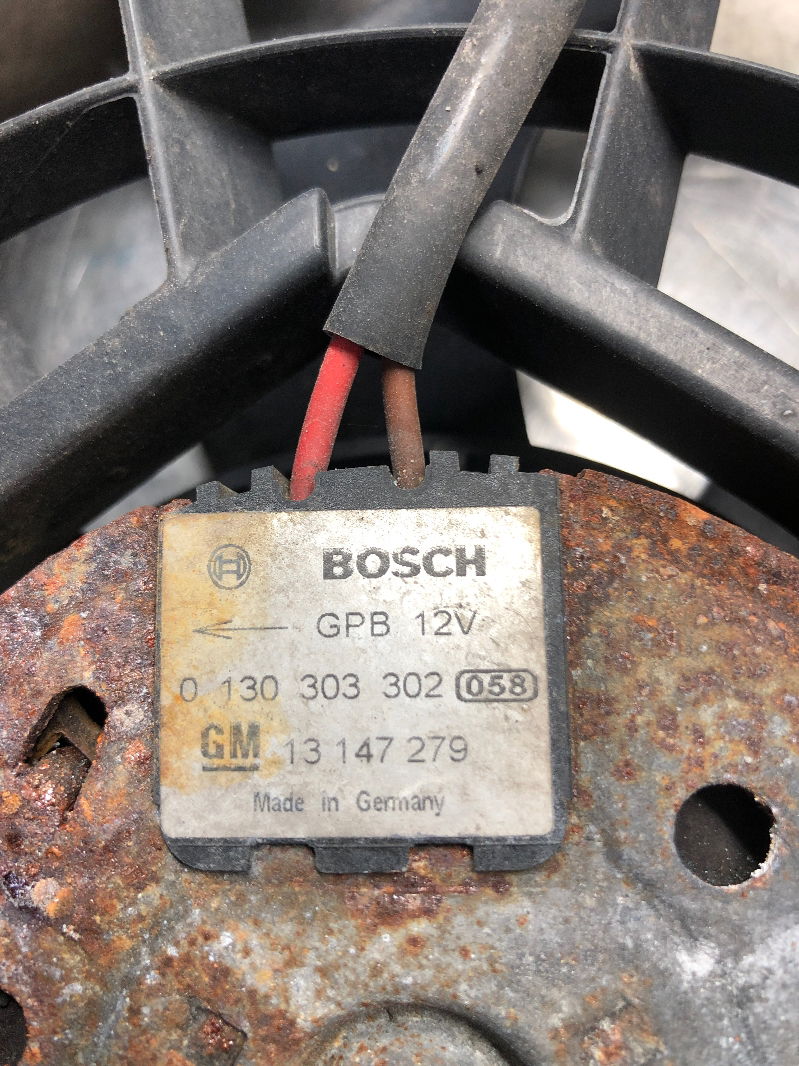 BOSCH
GPB 12V
0 130 303 302 058
GM 13 147 279
Made in Germany